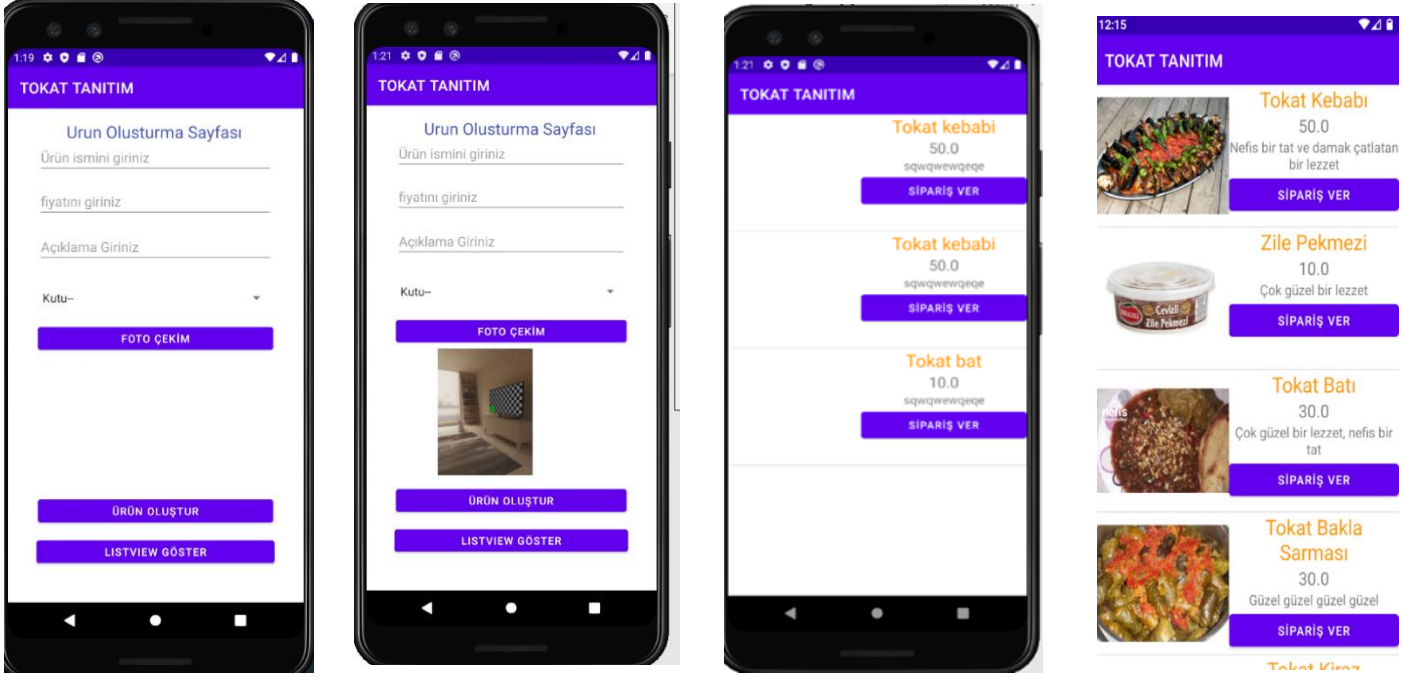 1:19
TOKAT TANITIM
Urun Olusturma Sayfası
Ürün ismini giriniz
fiyatını giriniz
Açıklama Giriniz
Kutu--
FOTO ÇEKİM
ÜRÜN OLUŞTUR
LISTVIEW GÖSTER
1:21
TOKAT TANITIM
Urun Olusturma Sayfası
Ürün ismini giriniz
fiyatını giriniz
Açıklama Giriniz
Kutu--
FOTO ÇEKİM
ÜRÜN OLUŞTUR
LISTVIEW GÖSTER
1:21
TOKAT TANITIM
Tokat kebabi
50.0
sqwqwewqeqe
SİPARİŞ VER
Tokat kebabi
50.0
sqwqwewqeqe
SİPARİŞ VER
Tokat bat
10.0
sqwqwewqeqe
SİPARİŞ VER
12:15
TOKAT TANITIM
Tokat Kebabı
50.0
Nefis bir tat ve damak çatlatan
bir lezzet
SİPARİŞ VER
Zile Pekmezi
10.0
Çok güzel bir lezzet
SİPARİŞ VER
Cevizli
Zile Pekmezi
Tokat Batı
30.0
Çok güzel bir lezzet, nefis bir
tat
SİPARİŞ VER
nefis
Tokat Bakla
Sarması
30.0
Güzel güzel güzel güzel
SİPARİŞ VER
Tokat Kiraz